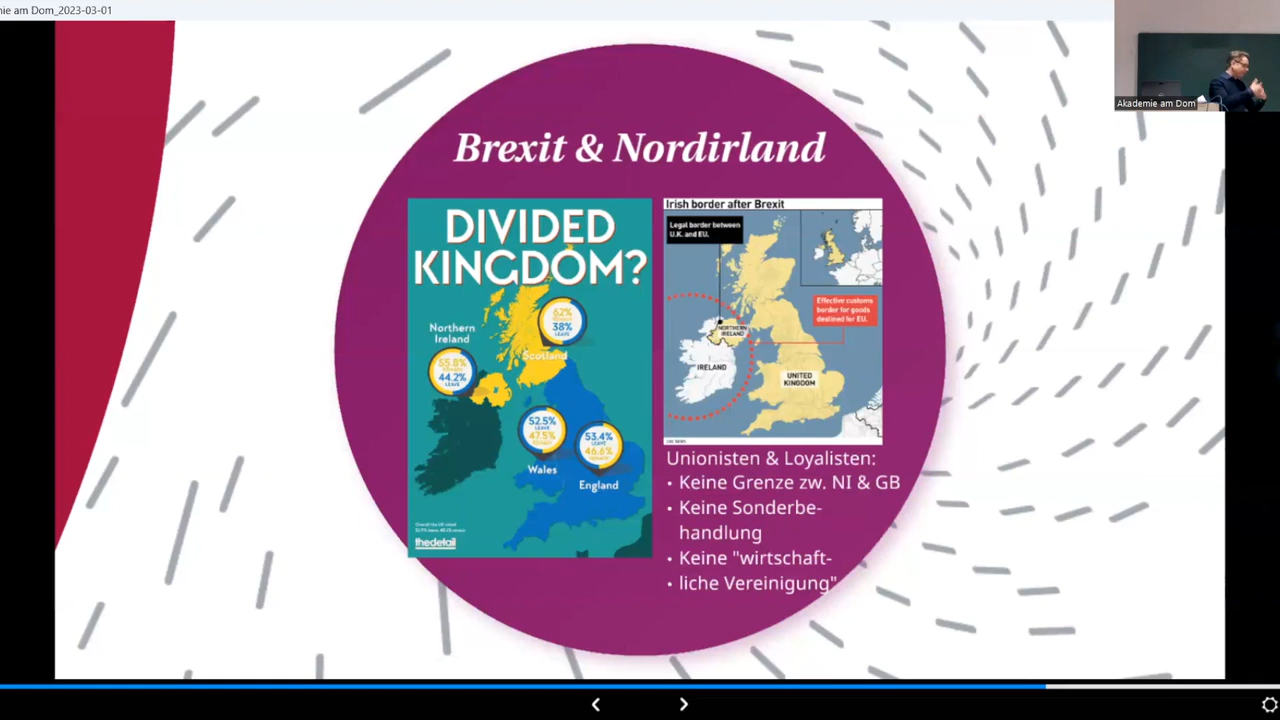 ie am Dom_2023-03-01
Akademie am Dom
Brexit & Nordirland
DIVIDED
KINGDOM?
62%
38%
LEAVE
Scotland
Northern
Ireland
55.8%
44.2%
LEAVE
52.5%
LEAVE
47.5%
Wales
53.4%
LEAVE
46.6%
England
thedetail
Irish border after Brexit
Legal border between
U.K. and EU.
Effective customs
border for goods
destined for EU.
NORTHERN
IRELAND
IRELAND
UNITED
KINGDOM
Unionisten & Loyalisten:
• Keine Grenze zw. NI & GB
• Keine Sonderbe-
handlung
• Keine "wirtschaft-
• liche Vereinigung"